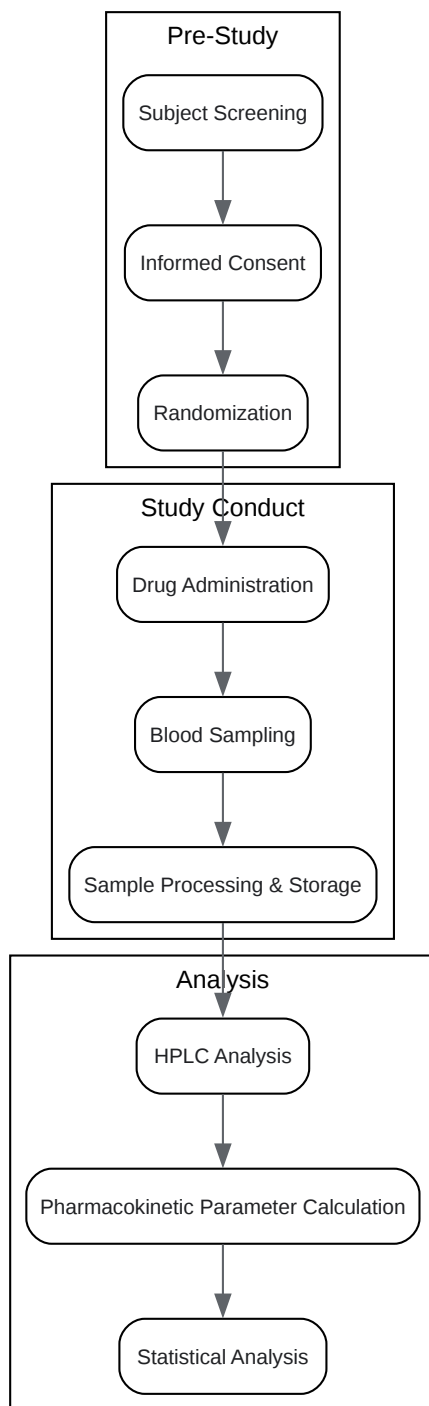 Pre-Study
Subject Screening
Informed Consent
Randomization
Study Conduct
Drug Administration
Blood Sampling
Sample Processing & Storage
Analysis
HPLC Analysis
Pharmacokinetic Parameter Calculation
Statistical Analysis